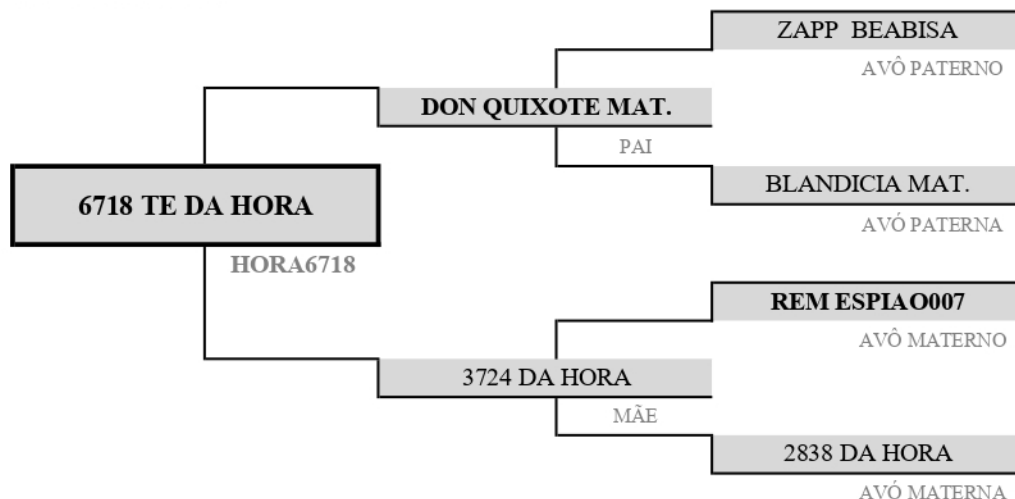 ZAPP BEABISA
AVÔ PATERNO
DON QUIXOTE MAT.
PAI
BLANDICIA MAT.
AVÓ PATERNA
6718 TE DA HORA
HORA6718
REM ESPIAO007
AVÔ MATERNO
3724 DA HORA
MÃE
2838 DA HORA
AVÓ MATERNA